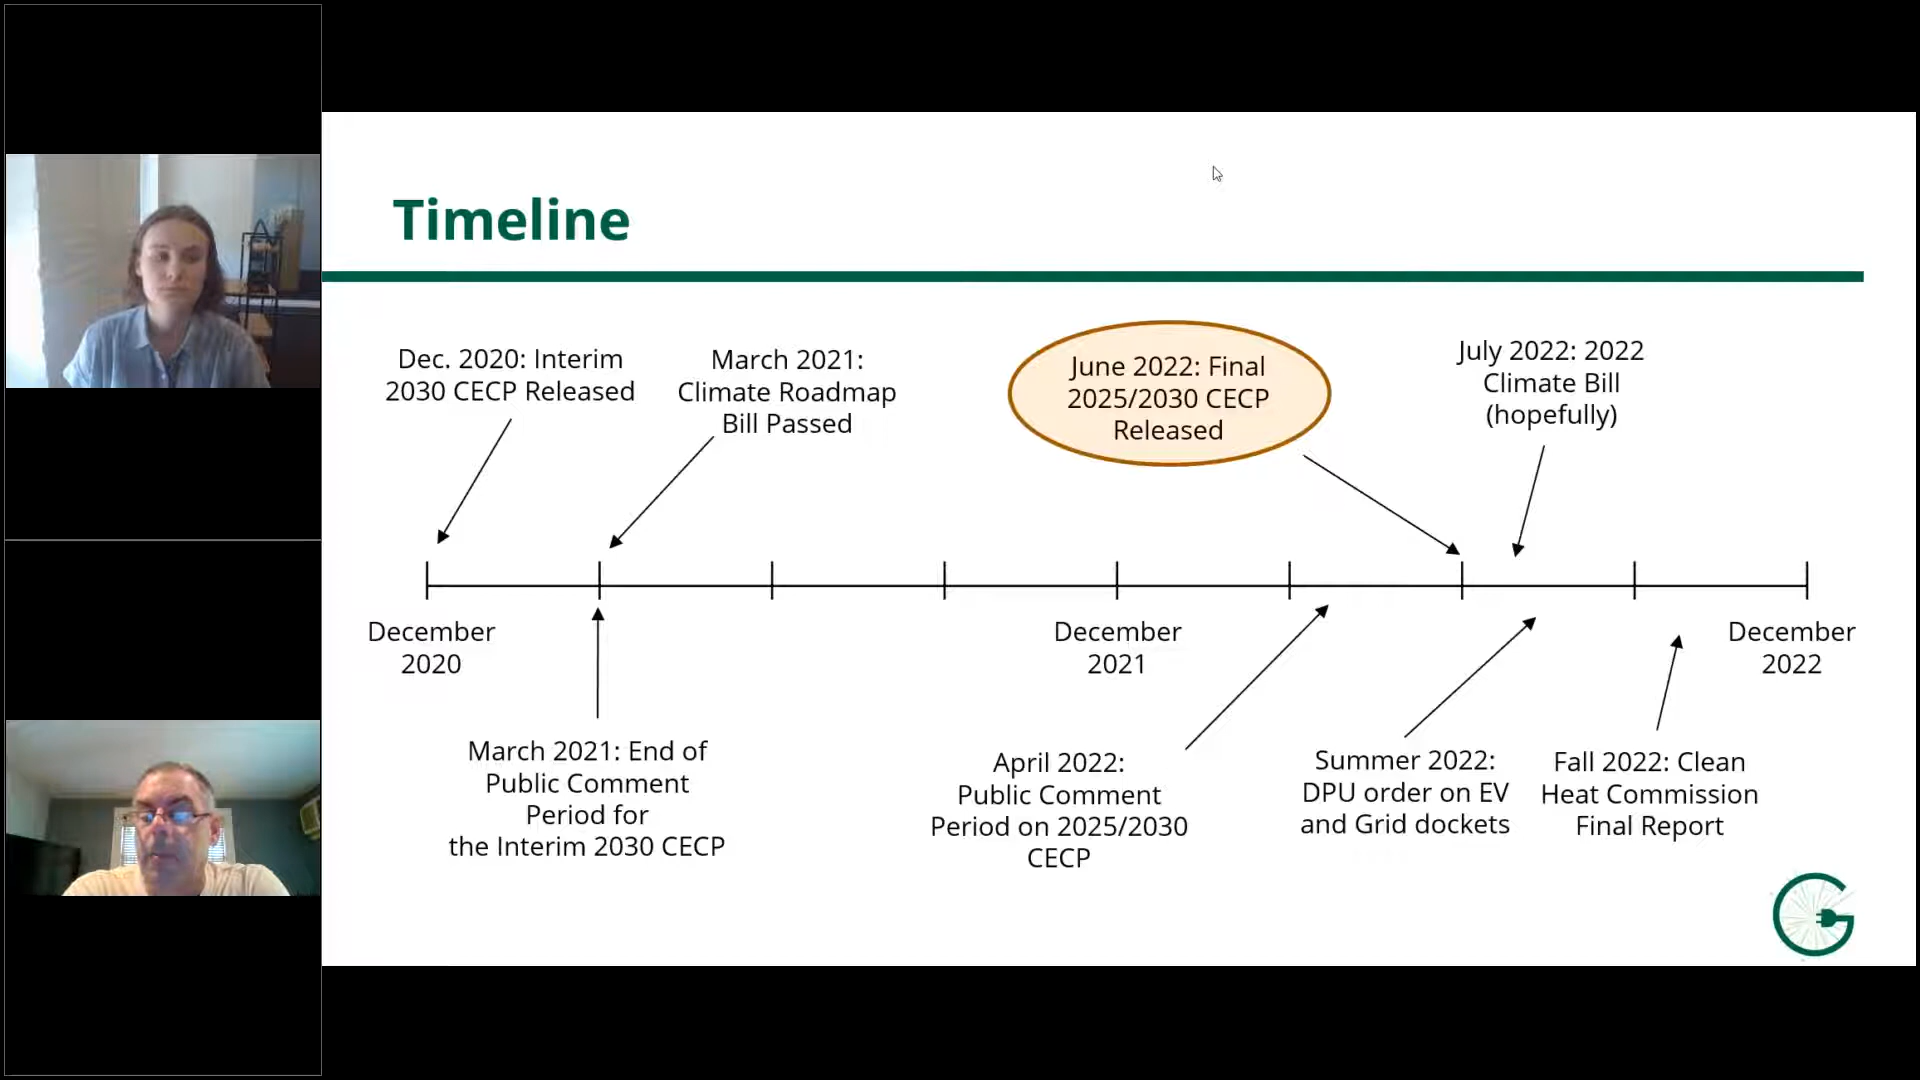 Timeline
Dec. 2020: Interim
2030 CECP Released
March 2021:
Climate Roadmap
Bill Passed
June 2022: Final
2025/2030 CECP
Released
July 2022: 2022
Climate Bill
(hopefully)
December
2020
December
2021
December
2022
March 2021: End of
Public Comment
Period for
the Interim 2030 CECP
April 2022:
Public Comment
Period on 2025/2030
CECP
Summer 2022:
DPU order on EV
and Grid dockets
Fall 2022: Clean
Heat Commission
Final Report